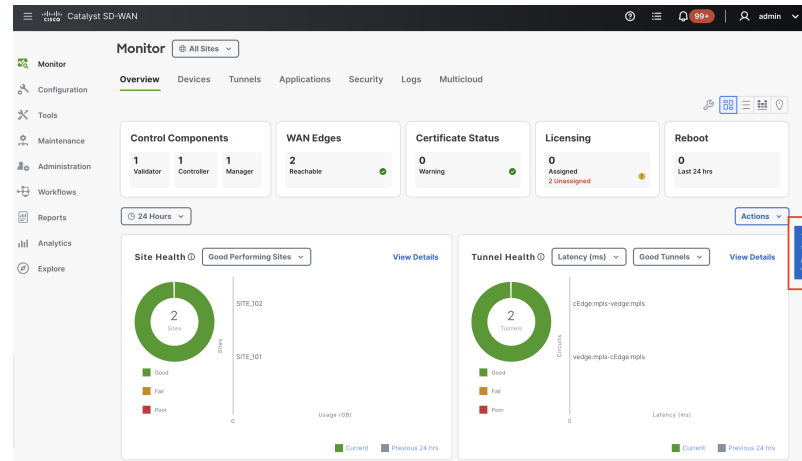 CISCO Catalyst SD-WAN
99+
admin
Monitor
All Sites
Monitor
Configuration
Tools
Maintenance
Administration
Workflows
Reports
Analytics
Explore
Overview Devices Tunnels Applications Security Logs Multicloud
Control Components
1 1 1
Validator Controller Manager
WAN Edges
2
Reachable
Certificate Status
0
Warning
Licensing
0
Assigned
2 Unassigned
Reboot
0
Last 24 hrs
24 Hours
Actions
Site Health Good Performing Sites View Details
2
Sites
Good
Fair
Poor
Sites
SITE_102
SITE_101
0
Usage (GB)
Current Previous 24 hrs
Tunnel Health Latency (ms) Good Tunnels View Details
2
Tunnels
Good
Fair
Poor
Circuits
cEdge:mpls-vedge:mpls
vedge:mpls-cEdge:mpls
0
Latency (ms)
Current Previous 24 hrs